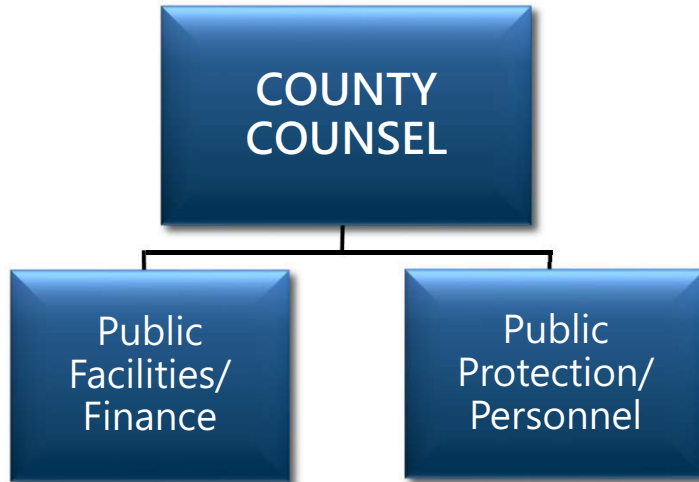 COUNTY
COUNSEL
Public
Facilities/
Finance
Public
Protection/
Personnel